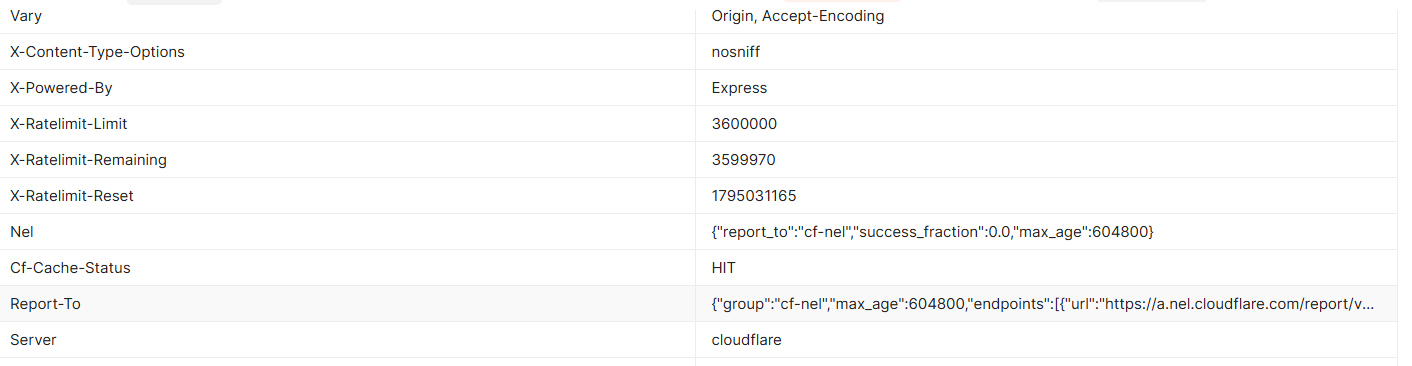 Vary Origin, Accept-Encoding
X-Content-Type-Options nosniff
X-Powered-By Express
X-Ratelimit-Limit 3600000
X-Ratelimit-Remaining 3599970
X-Ratelimit-Reset 1795031165
Nel {"report_to":"cf-nel","success_fraction":0.0,"max_age":604800}
Cf-Cache-Status HIT
Report-To {"group":"cf-nel","max_age":604800,"endpoints":[{"url":"https://a.nel.cloudflare.com/report/v...
Server cloudflare